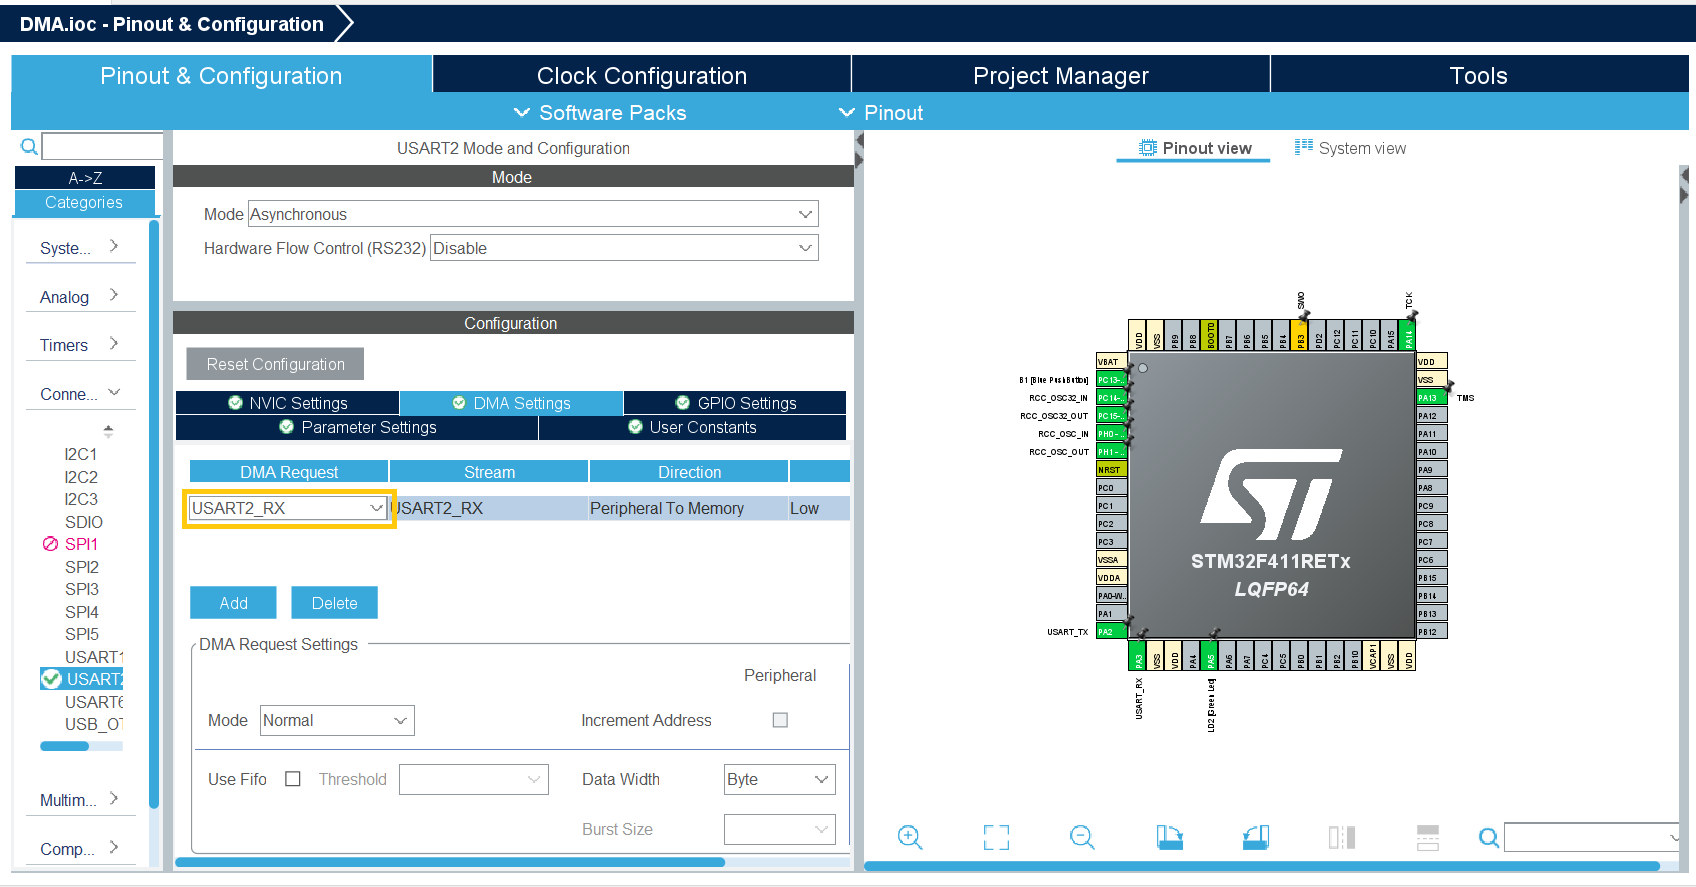 DMA.ioc - Pinout & Configuration
Pinout & Configuration
Clock Configuration
Project Manager
Tools
Software Packs
Pinout
A->Z
Categories
Syste...
Analog
Timers
Conne...
I2C1
I2C2
I2C3
SDIO
SPI1
SPI2
SPI3
SPI4
SPI5
USART1
USART2
USART6
USB_OT
Multim...
Comp...
USART2 Mode and Configuration
Mode
Mode Asynchronous
Hardware Flow Control (RS232) Disable
Configuration
Reset Configuration
NVIC Settings
DMA Settings
GPIO Settings
Parameter Settings
User Constants
DMA Request Stream Direction
USART2_RX USART2_RX Peripheral To Memory Low
Add
Delete
DMA Request Settings
Peripheral
Mode Normal
Increment Address
Use Fifo Threshold
Data Width Byte
Burst Size
Pinout view
System view
SWO
TCK
VDD
VSS
PB9
PB8
BOOT0
PB7
PB6
PB5
PB4
PB3
PD2
PC12
PC11
PC10
PA15
PA14
VBAT
B1 [Blue PushButton] PC13-..
RCC_OSC32_IN PC14-..
RCC_OSC32_OUT PC15-..
RCC_OSC_IN PH0-..
RCC_OSC_OUT PH1-..
NRST
PC0
PC1
PC2
PC3
VSSA
VDDA
PA0-W..
PA1
USART_TX PA2
VDD
VSS
PA13 TMS
PA12
PA11
PA10
PA9
PA8
PC9
PC8
PC7
PC6
PB15
PB14
PB13
PB12
ST
STM32F411RETx
LQFP64
PA3
VSS
VDD
PA4
PA5
PA6
PA7
PC4
PC5
PB0
PB1
PB2
PB10
VCAP1
VSS
VDD
USART_RX
LD2 [Green Led]